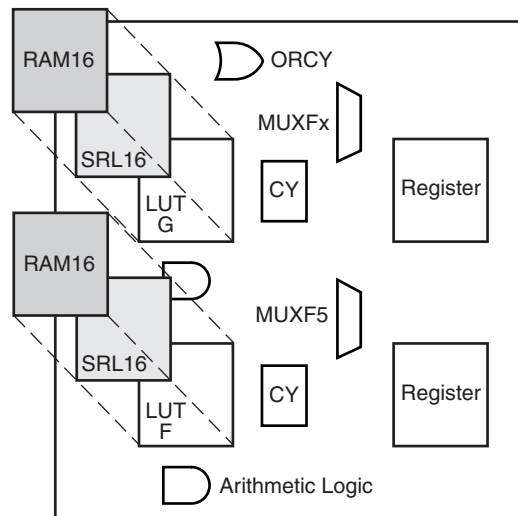 RAM16
ORCY
SRL16
MUXFx
LUT
G
CY
Register
RAM16
SRL16
MUXF5
LUT
F
CY
Register
Arithmetic Logic